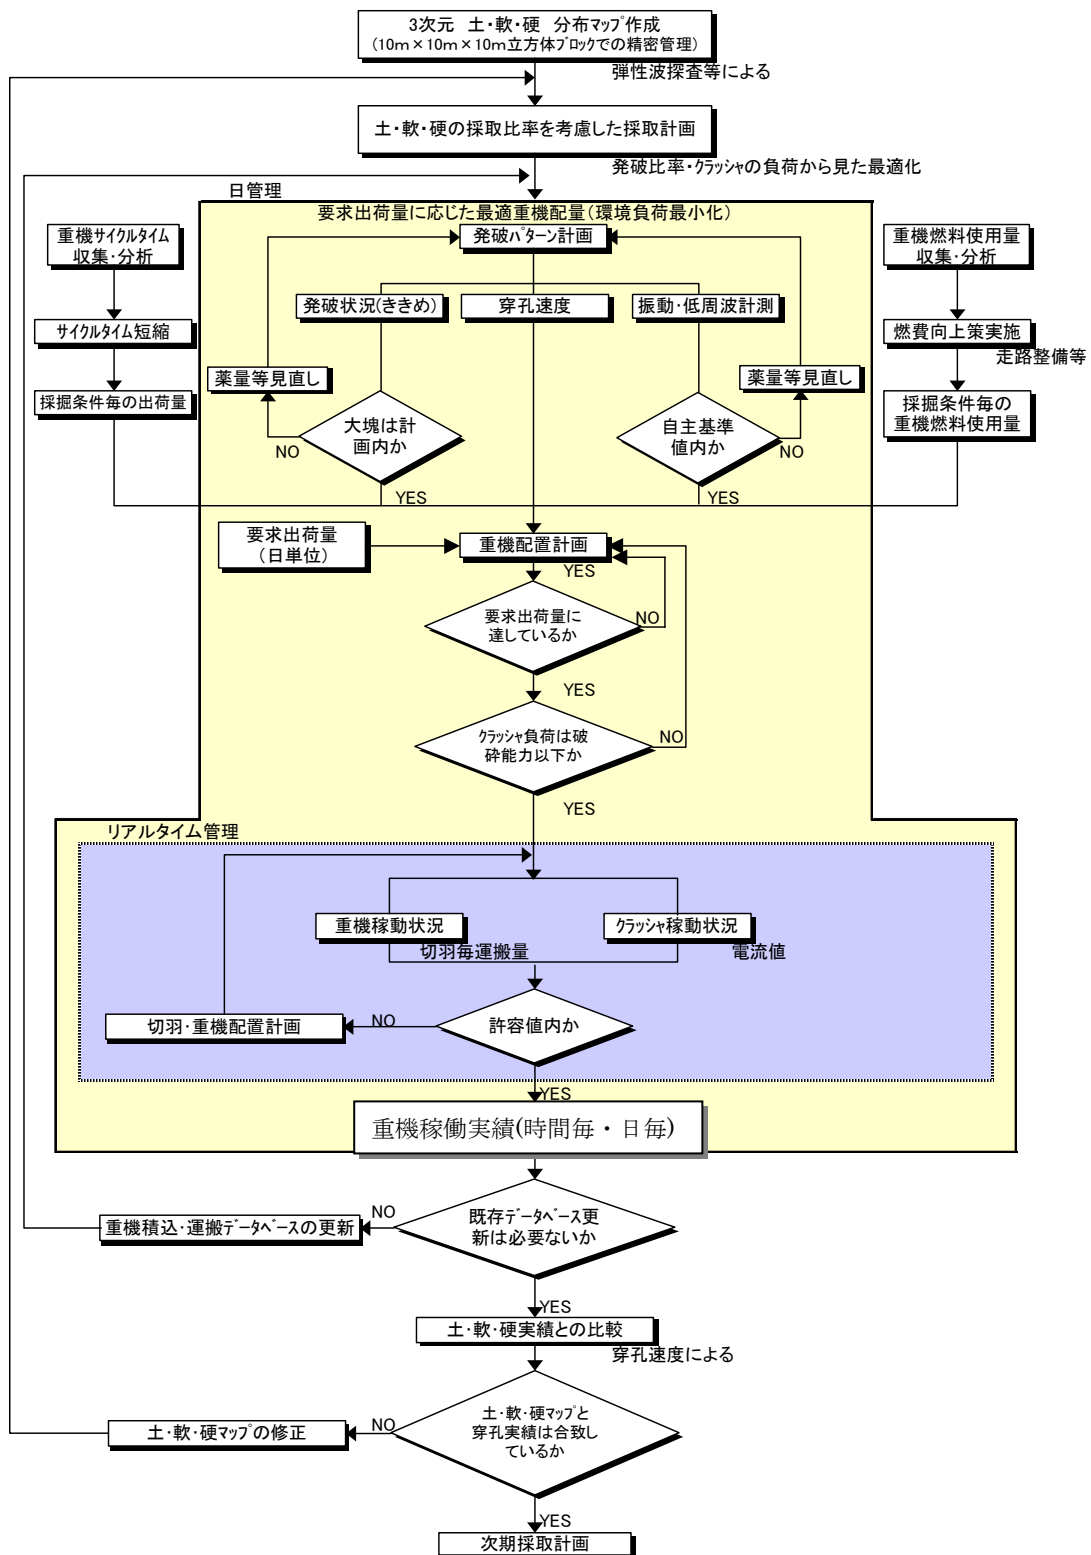 3次元　土・軟・硬　分布マップ作成
(10m×10m×10m立方体ブロックでの精密管理)
弾性波探査等による
土・軟・硬の採取比率を考慮した採取計画
発破比率・クラッシャの負荷から見た最適化
日管理
要求出荷量に応じた最適重機配量(環境負荷最小化)
重機サイクルタイム
収集・分析
発破パターン計画
重機燃料使用量
収集・分析
発破状況(ききめ)
穿孔速度
振動・低周波計測
サイクルタイム短縮
燃費向上策実施
走路整備等
薬量等見直し
薬量等見直し
採掘条件毎の出荷量
採掘条件毎の
重機燃料使用量
大塊は計
画内か
自主基準
値内か
NO
NO
YES
YES
要求出荷量
(日単位)
重機配置計画
YES
要求出荷量に
達しているか
NO
YES
クラッシャ負荷は破
砕能力以下か
NO
YES
リアルタイム管理
重機稼動状況
クラッシャ稼動状況
切羽毎運搬量
電流値
切羽・重機配置計画
NO
許容値内か
YES
重機稼働実績(時間毎・日毎)
重機積込・運搬データベースの更新
NO
既存データベース更
新は必要ないか
YES
土・軟・硬実績との比較
穿孔速度による
土・軟・硬マップの修正
NO
土・軟・硬マップと
穿孔実績は合致し
ているか
YES
次期採取計画